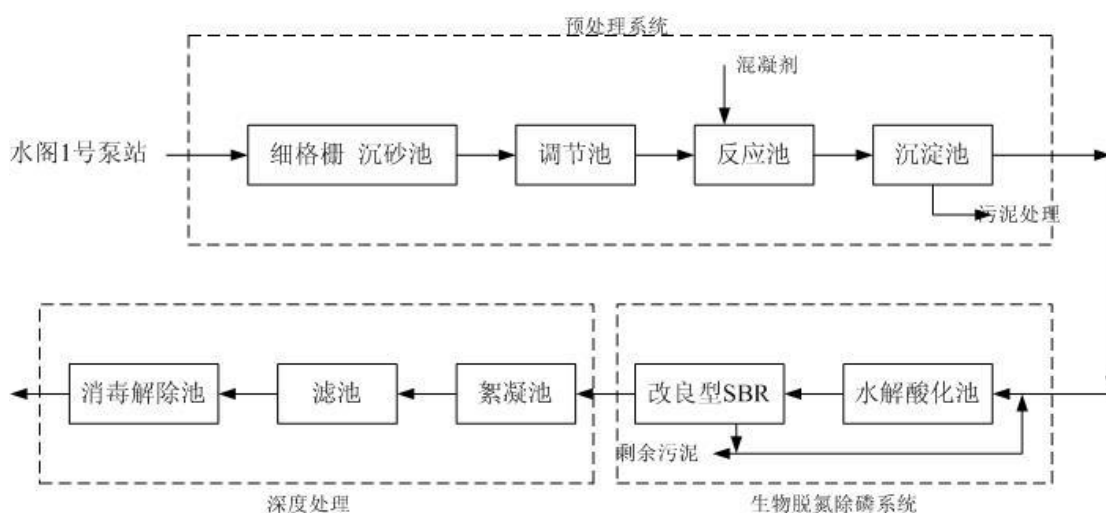 预处理系统
混凝剂
水阁1号泵站
细格栅 沉砂池
调节池
反应池
沉淀池
污泥处理
消毒解除池
滤池
絮凝池
改良型SBR
水解酸化池
剩余污泥
深度处理
生物脱氮除磷系统